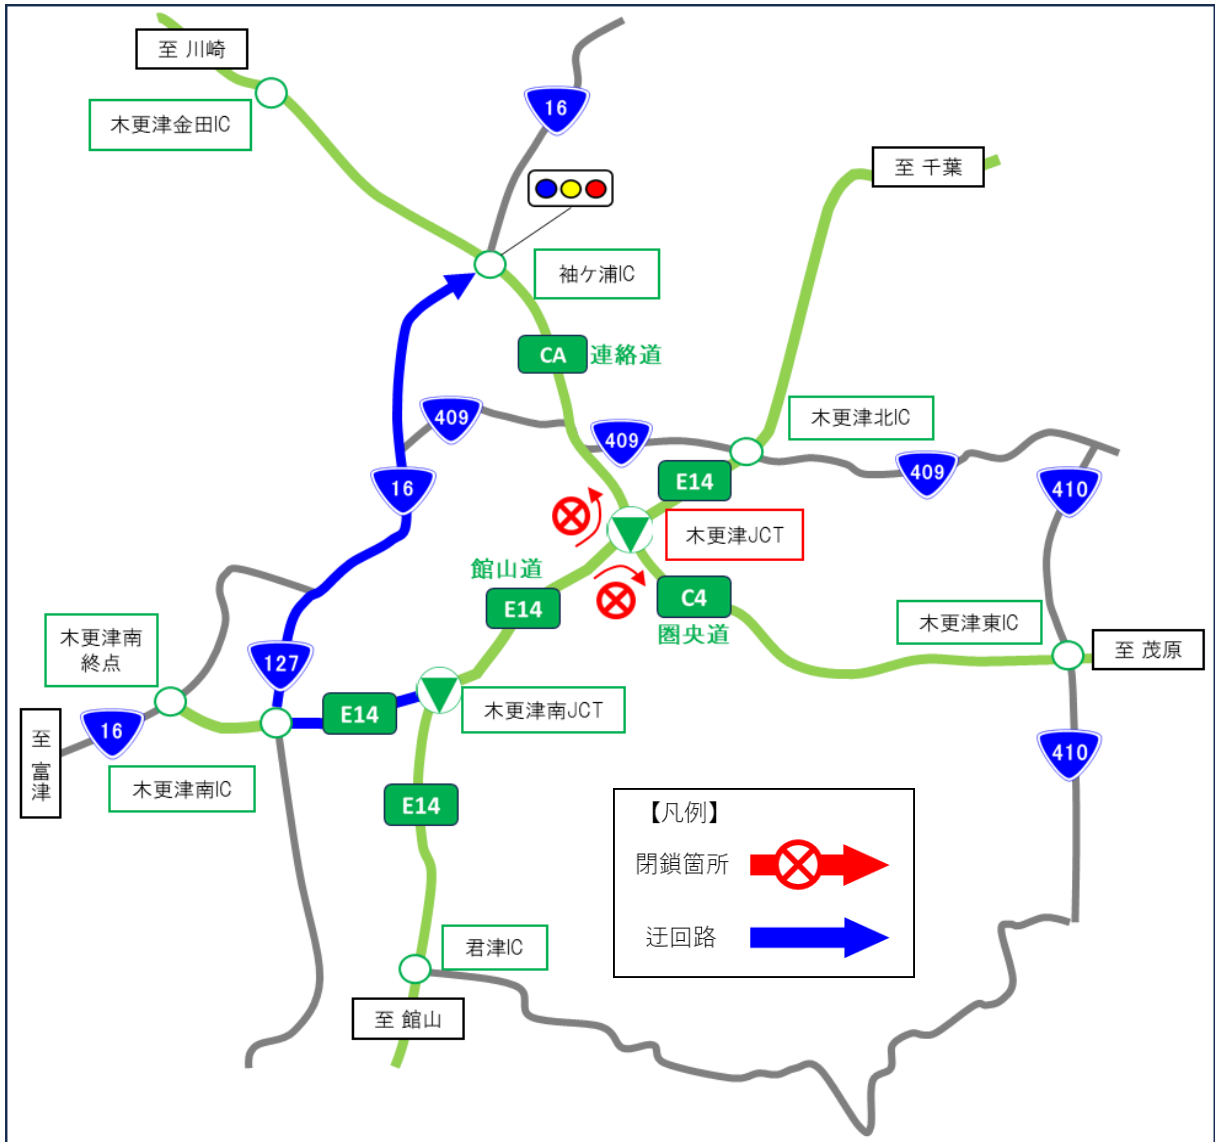 至 川崎
16
木更津金田IC
至 千葉
袖ケ浦IC
CA
連絡道
409
木更津北IC
409
409
E14
410
16
木更津JCT
館山道
E14
C4
圏央道
木更津東IC
木更津南
終点
127
至 茂原
E14
木更津南JCT
16
至 富津
木更津南IC
410
E14
【凡例】
閉鎖箇所
迂回路
君津IC
至 館山